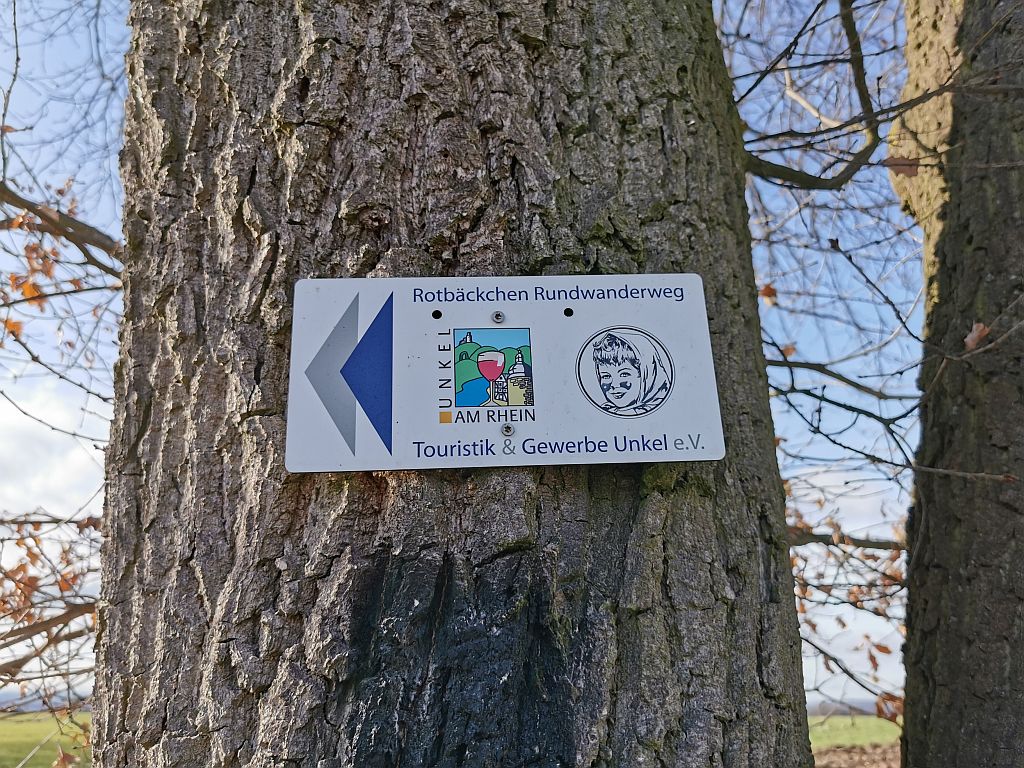 Rotbäckchen Rundwanderweg
UNKEL
AM RHEIN
Touristik & Gewerbe Unkel e.V.